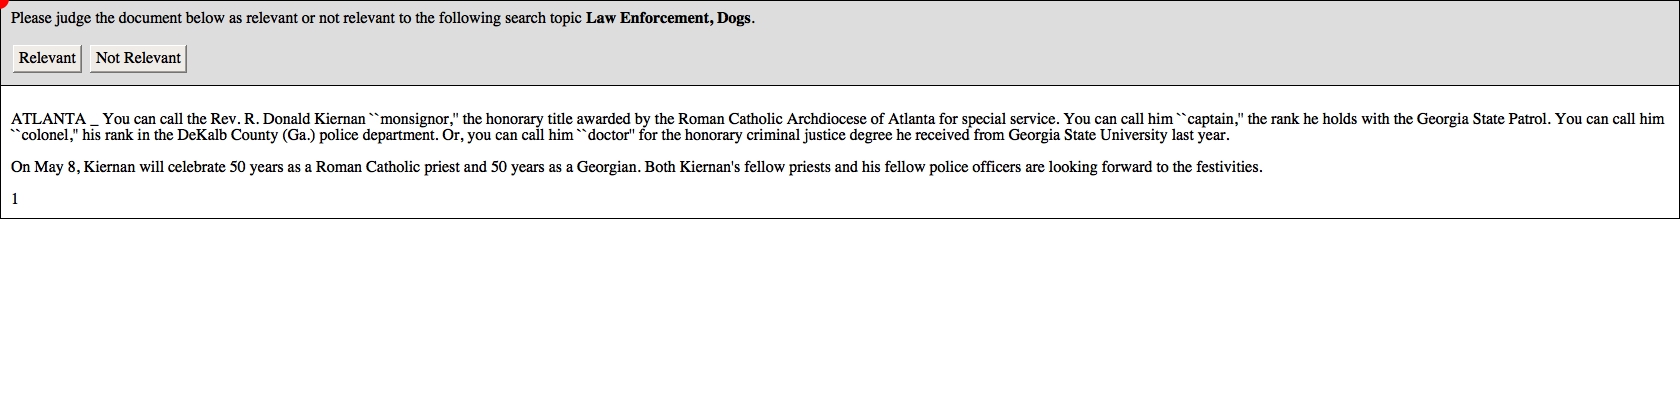 Please judge the document below as relevant or not relevant to the following search topic Law Enforcement, Dogs.
Relevant Not Relevant
ATLANTA _ You can call the Rev. R. Donald Kiernan ``monsignor,'' the honorary title awarded by the Roman Catholic Archdiocese of Atlanta for special service. You can call him ``captain,'' the rank he holds with the Georgia State Patrol. You can call him
``colonel,'' his rank in the DeKalb County (Ga.) police department. Or, you can call him ``doctor'' for the honorary criminal justice degree he received from Georgia State University last year.
On May 8, Kiernan will celebrate 50 years as a Roman Catholic priest and 50 years as a Georgian. Both Kiernan's fellow priests and his fellow police officers are looking forward to the festivities.
1